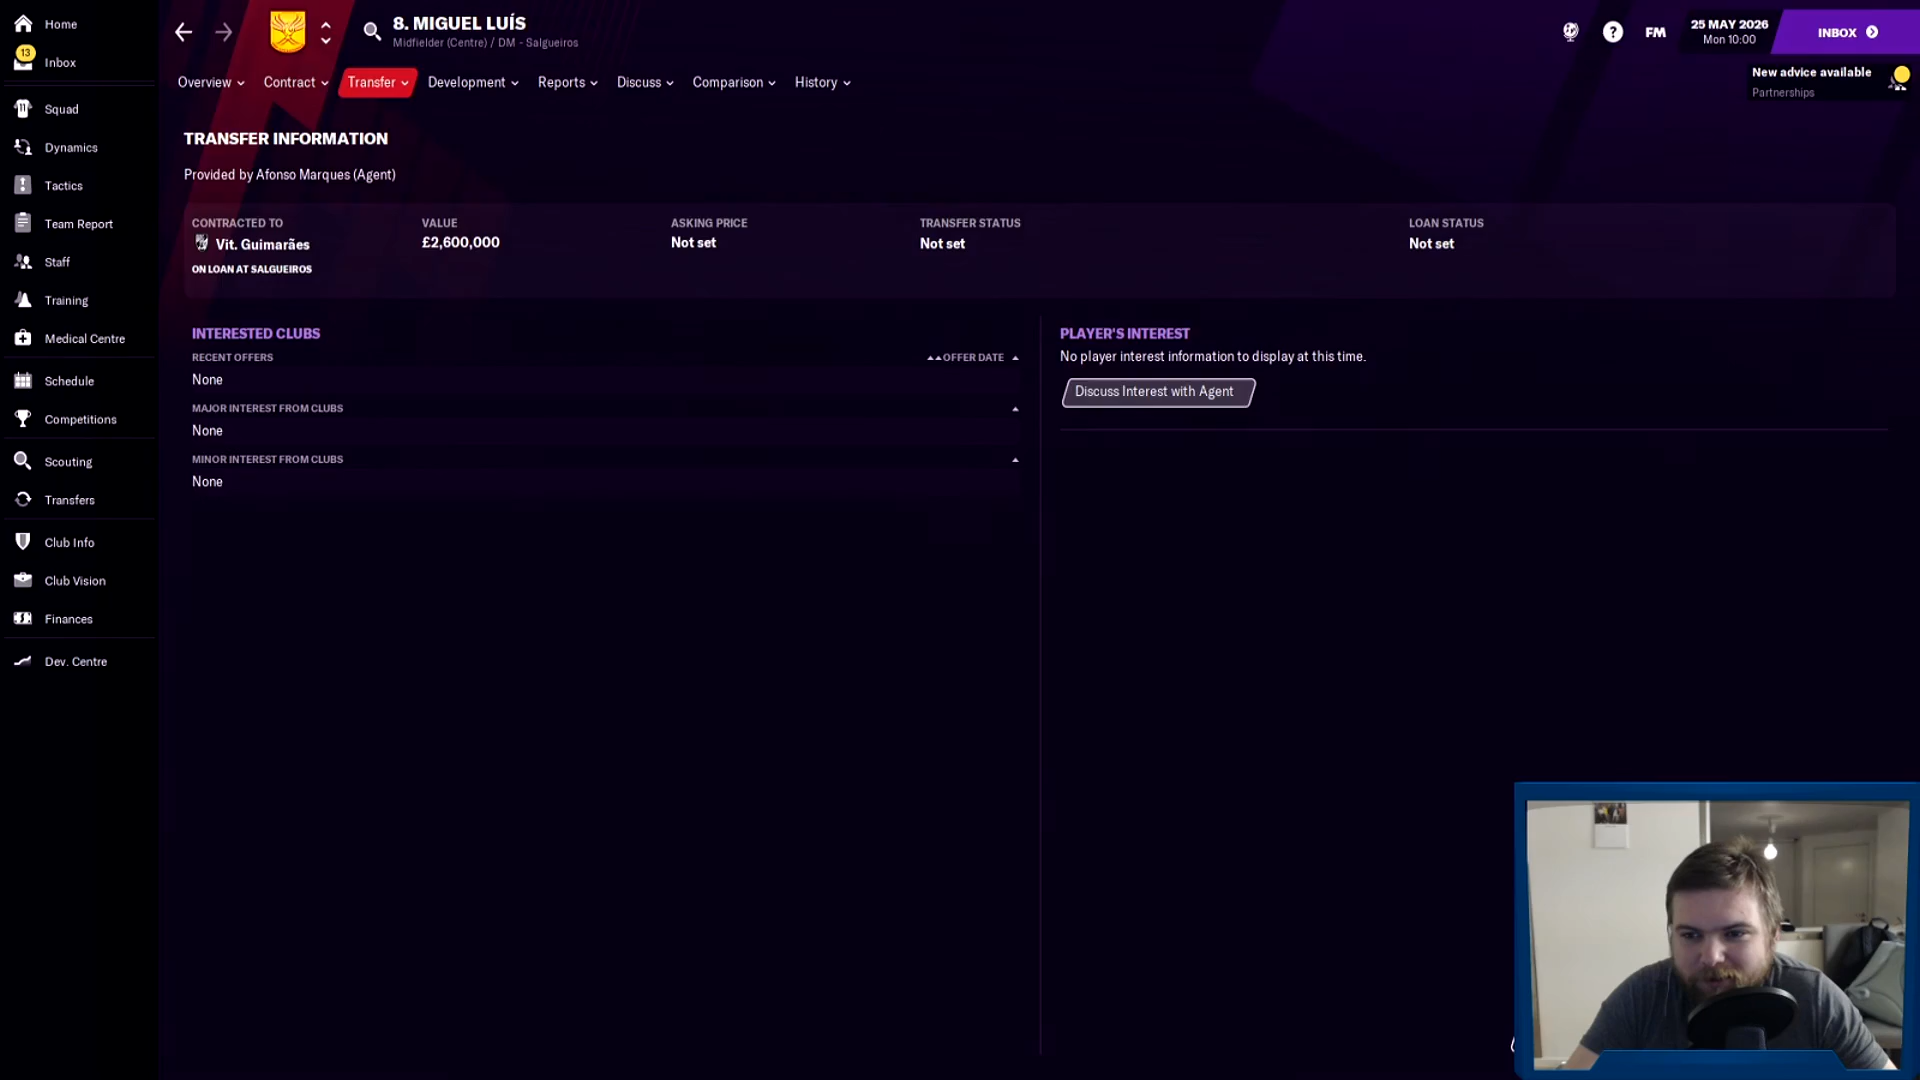 Home
13
Inbox
Squad
Dynamics
Tactics
Team Report
Staff
Training
Medical Centre
Schedule
Competitions
Scouting
Transfers
Club Info
Club Vision
Finances
Dev. Centre
8. MIGUEL LUÍS
Midfielder (Centre) / DM - Salgueiros
? FM
25 MAY 2026
Mon 10:00
INBOX
New advice available
Partnerships
Overview Contract Transfer Development Reports Discuss Comparison History
TRANSFER INFORMATION
Provided by Afonso Marques (Agent)
CONTRACTED TO VALUE ASKING PRICE TRANSFER STATUS LOAN STATUS
Vit. Guimarães £2,600,000 Not set Not set Not set
ON LOAN AT SALGUEIROS
INTERESTED CLUBS
RECENT OFFERS OFFER DATE
None
MAJOR INTEREST FROM CLUBS
None
MINOR INTEREST FROM CLUBS
None
PLAYER'S INTEREST
No player interest information to display at this time.
Discuss Interest with Agent